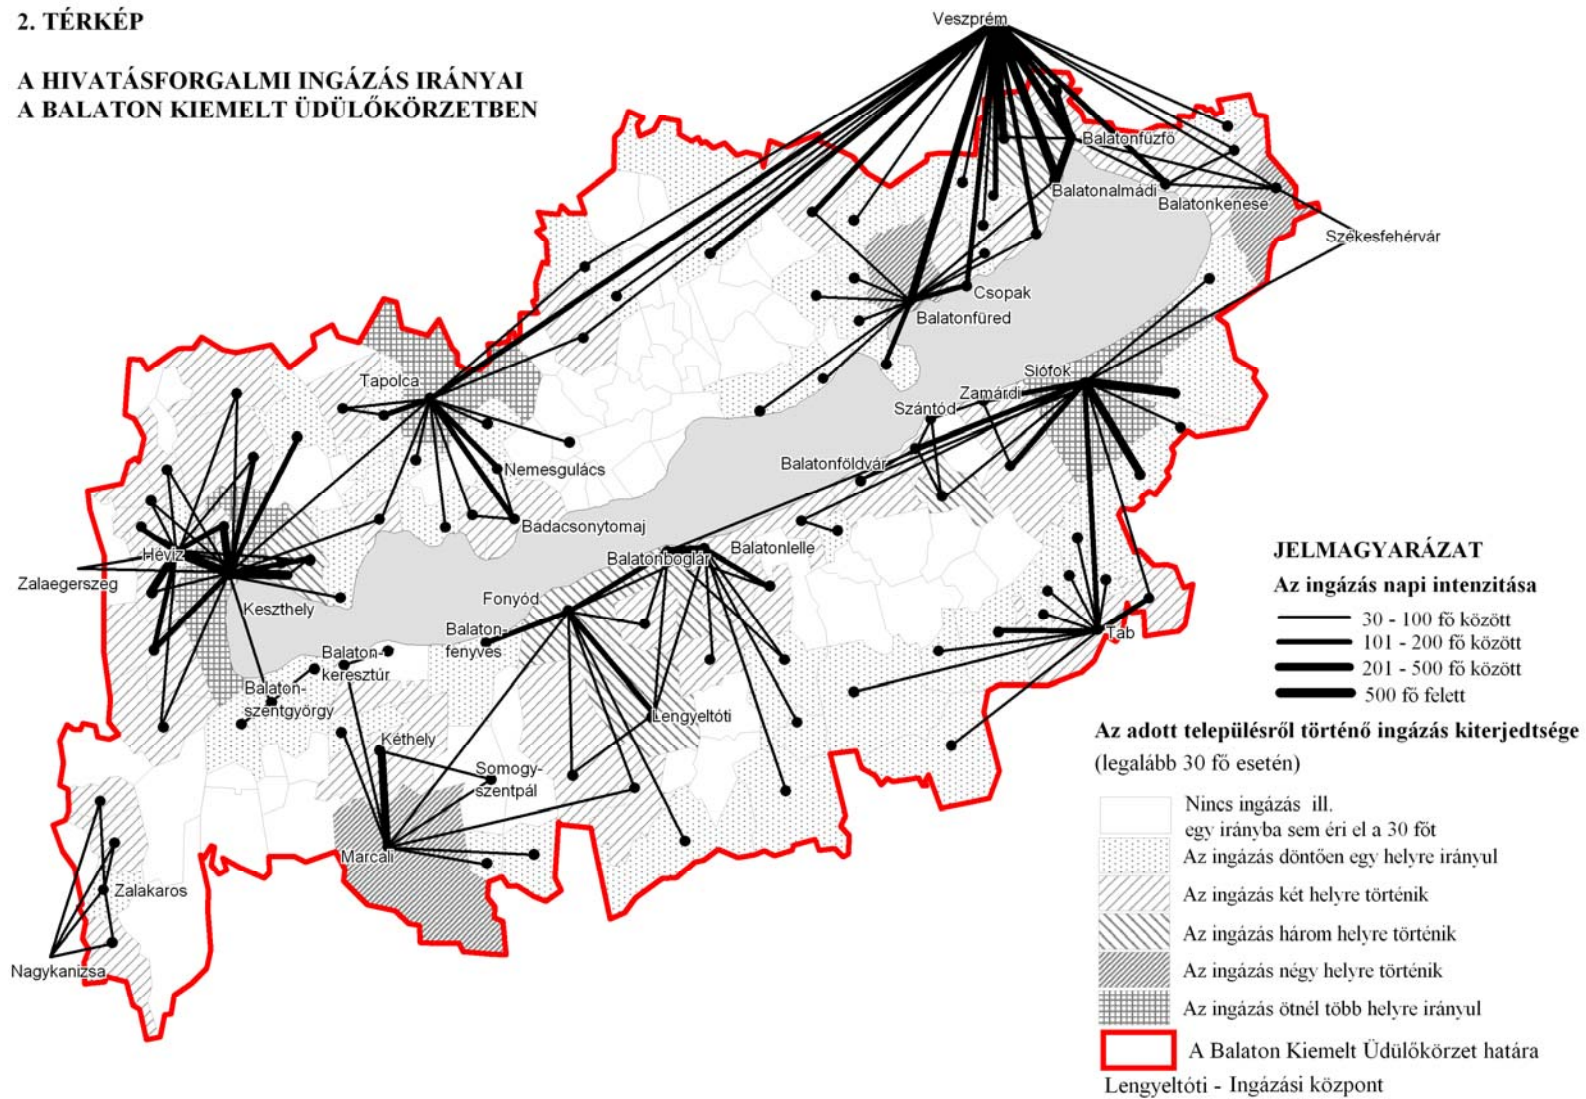 2. TÉRKÉP
A HIVATÁSFORGALMI INGÁZÁS IRÁNYAI
A BALATON KIEMELT ÜDÜLŐKÖRZETBEN
Veszprém
Balatonfűzfő
Balatonalmádi
Balatonkenese
Székesfehérvár
Csopak
Balatonfüred
Siófok
Tapolca
Zamárdi
Szántód
Balatonföldvár
Nemesgulács
Badacsonytomaj
Hévíz
Zalaegerszeg
Keszthely
Balatonboglár
Balatonlelle
Fonyód
Balaton-
fenyves
Tab
Balaton-
keresztúr
Balaton-
szentgyörgy
Lengyeltóti
Kéthely
Somogy-
szentpál
Marcali
Zalakaros
Nagykanizsa
JELMAGYARÁZAT
Az ingázás napi intenzitása
30 - 100 fő között
101 - 200 fő között
201 - 500 fő között
500 fő felett
Az adott településről történő ingázás kiterjedtsége
(legalább 30 fő esetén)
Nincs ingázás ill.
egy irányba sem éri el a 30 főt
Az ingázás döntően egy helyre irányul
Az ingázás két helyre történik
Az ingázás három helyre történik
Az ingázás négy helyre történik
Az ingázás ötnél több helyre irányul
A Balaton Kiemelt Üdülőkörzet határa
Lengyeltóti - Ingázási központ